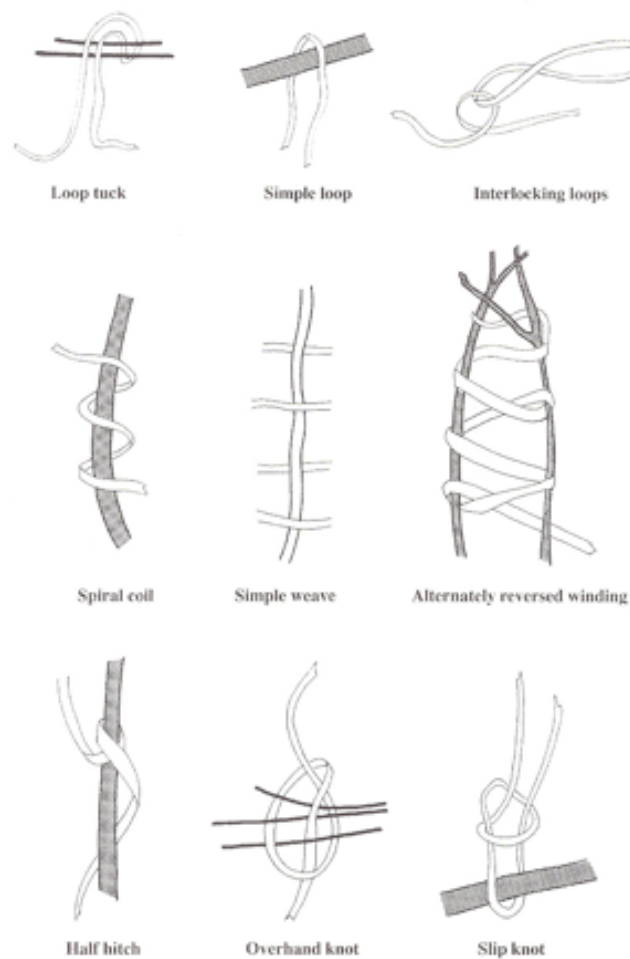 Loop tuck
Simple loop
Interlocking loops
Spiral coil
Simple weave
Alternately reversed winding
Half hitch
Overhand knot
Slip knot